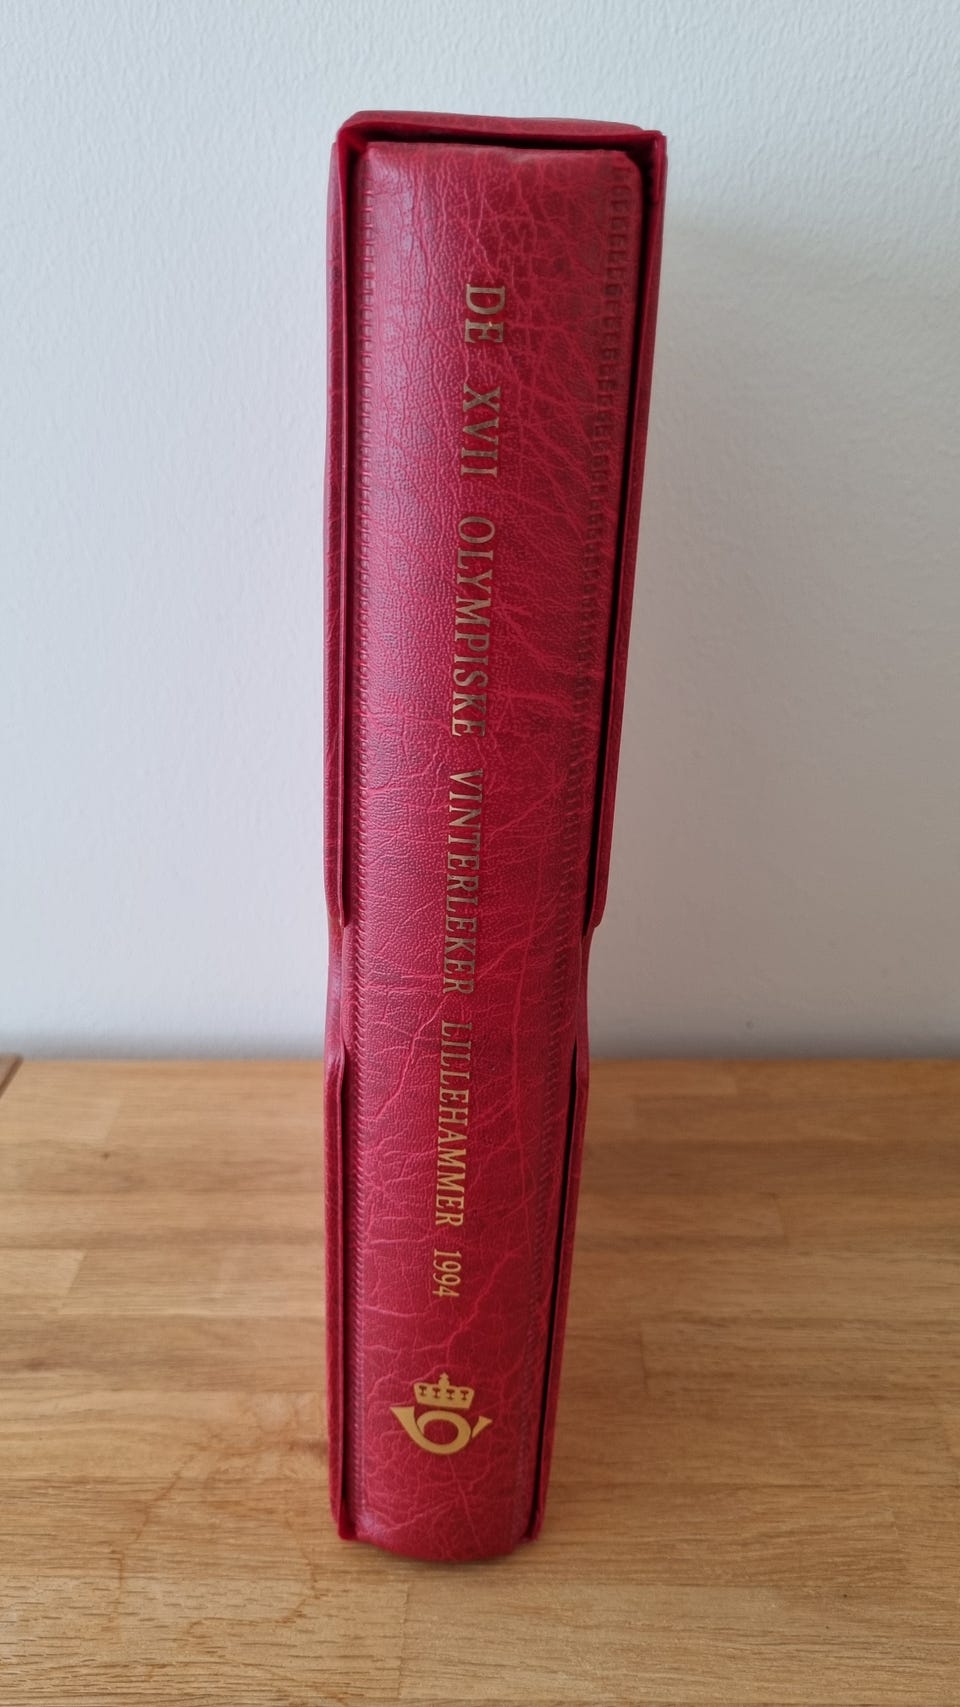 DE XVII OLYMPISKE VINTERLEKER LILLEHAMMER 1994